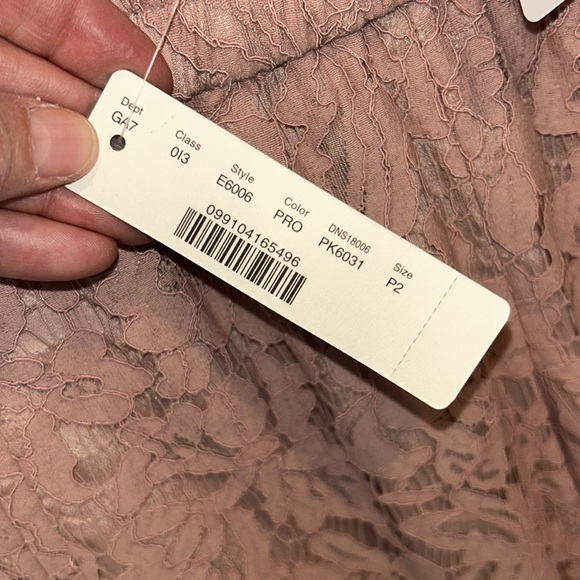 Dept Class Style Color DNS18006 Size
GA7 0I3 E6006 PRO PK6031 P2
099104165496